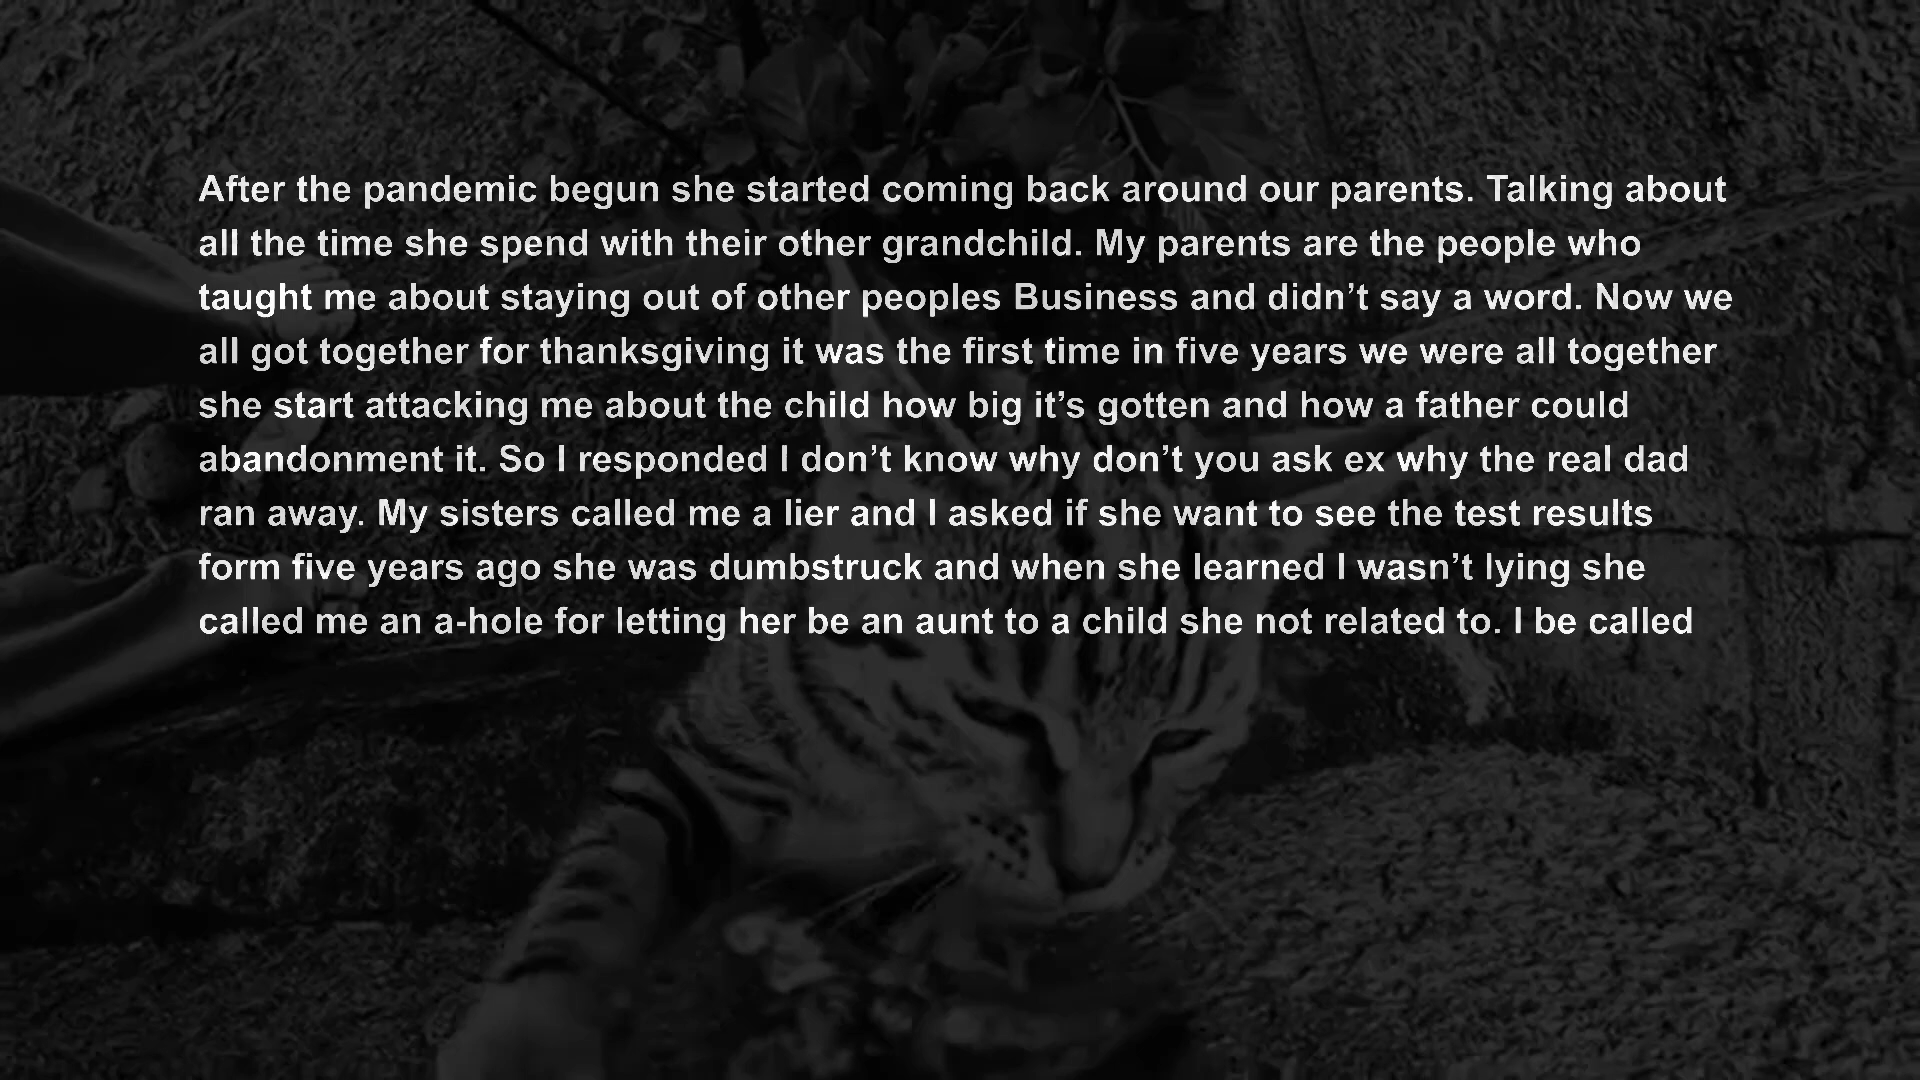 After the pandemic begun she started coming back around our parents. Talking about
all the time she spend with their other grandchild. My parents are the people who
taught me about staying out of other peoples Business and didn’t say a word. Now we
all got together for thanksgiving it was the first time in five years we were all together
she start attacking me about the child how big it’s gotten and how a father could
abandonment it. So I responded I don’t know why don’t you ask ex why the real dad
ran away. My sisters called me a lier and I asked if she want to see the test results
form five years ago she was dumbstruck and when she learned I wasn’t lying she
called me an a-hole for letting her be an aunt to a child she not related to. I be called